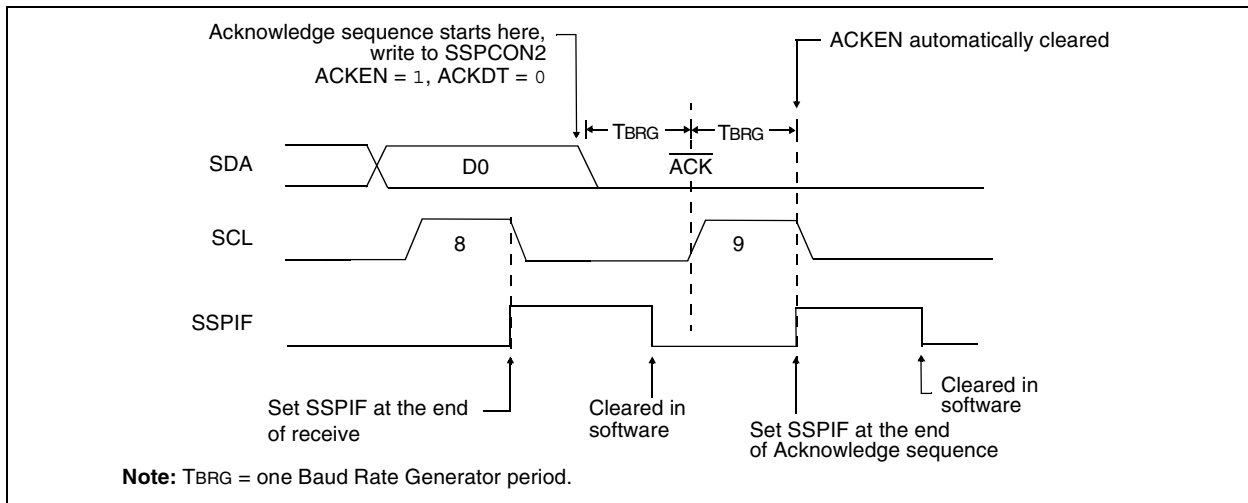 Acknowledge sequence starts here,
write to SSPCON2
ACKEN = 1, ACKDT = 0
ACKEN automatically cleared
TBRG
TBRG
SDA
D0
ACK
SCL
8
9
SSPIF
Set SSPIF at the end
of receive
Cleared in
software
Set SSPIF at the end
of Acknowledge sequence
Cleared in
software
Note: TBRG = one Baud Rate Generator period.